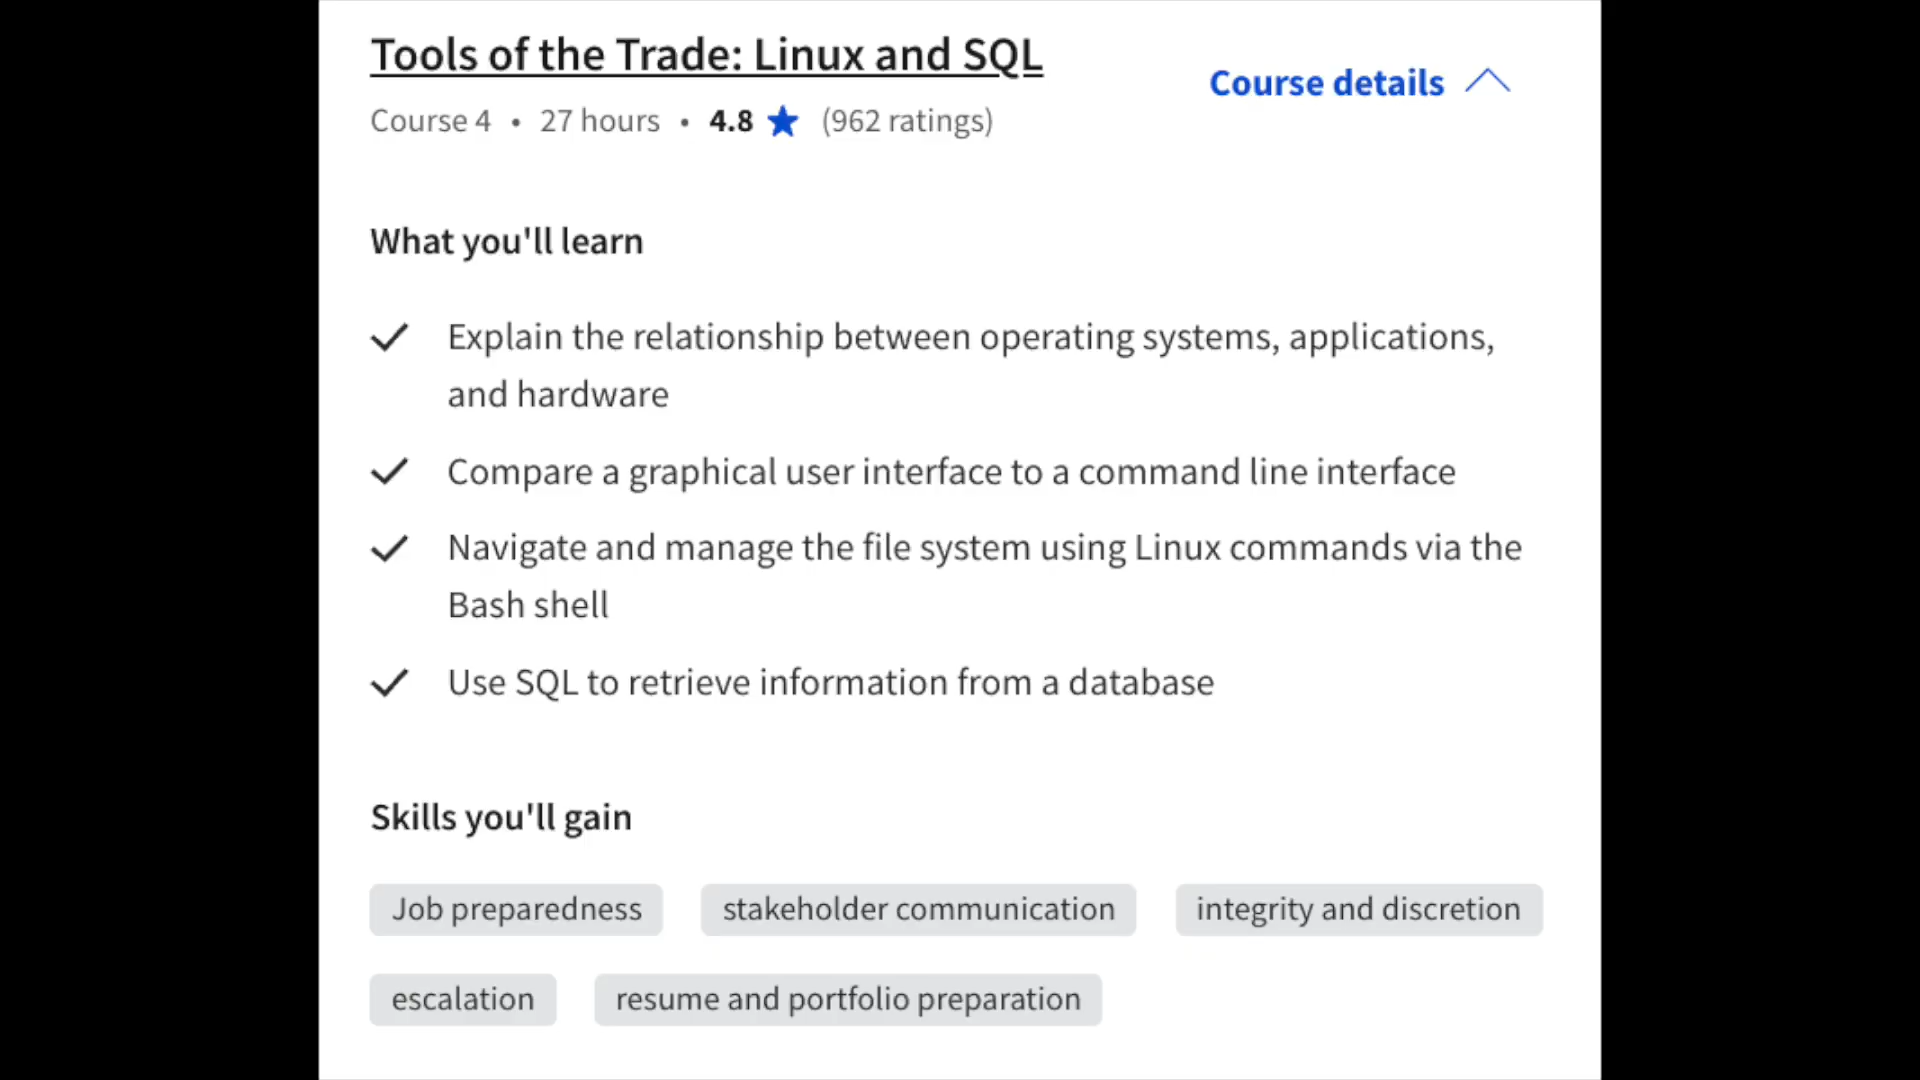 Tools of the Trade: Linux and SQL
Course details
Course 4 • 27 hours • 4.8 ★ (962 ratings)
What you'll learn
Explain the relationship between operating systems, applications,
and hardware
Compare a graphical user interface to a command line interface
Navigate and manage the file system using Linux commands via the
Bash shell
Use SQL to retrieve information from a database
Skills you'll gain
Job preparedness stakeholder communication integrity and discretion
escalation resume and portfolio preparation